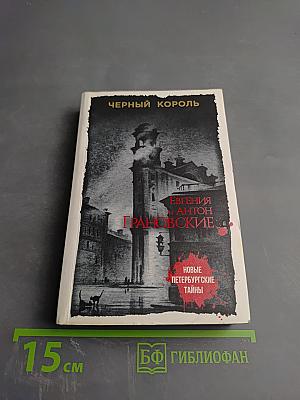 ЧЕРНЫЙ КОРОЛЬ
ЕВГЕНИЯ
и АНТОН
ГРАНОВСКИЕ
НОВЫЕ
ПЕТЕРБУРГСКИЕ
ТАЙНЫ
15 см
БФ ГИБЛИОФАН